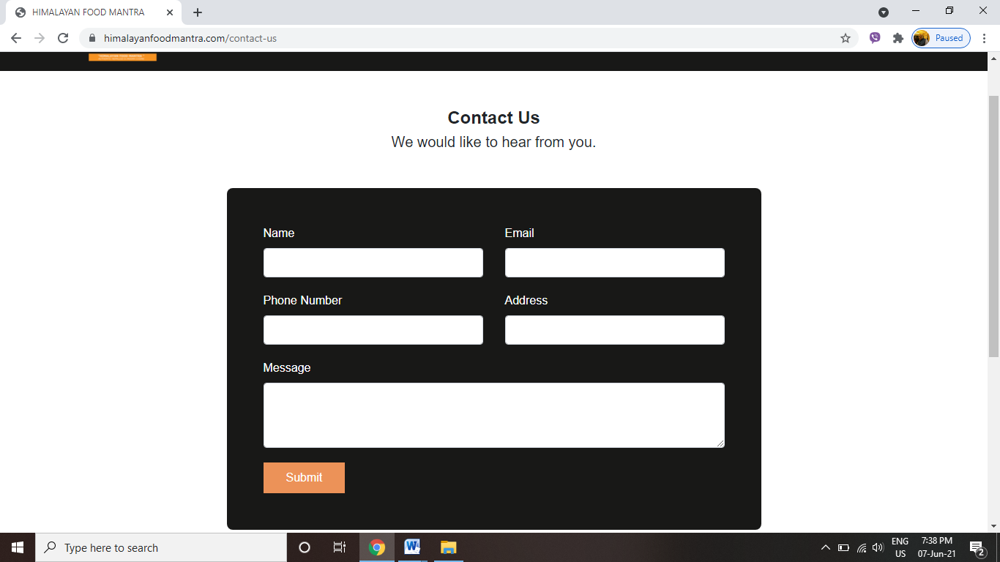 HIMALAYAN FOOD MANTRA
himalayanfoodmantra.com/contact-us
Paused
Contact Us
We would like to hear from you.
Name Email
Phone Number Address
Message
Submit
Type here to search
ENG 7:38 PM
US 07-Jun-21
2